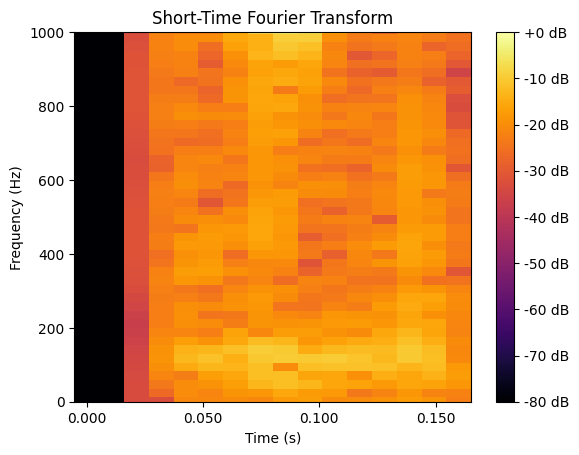 Short-Time Fourier Transform
1000
800
600
400
200
0
Frequency (Hz)
0.000
0.050
0.100
0.150
Time (s)
+0 dB
-10 dB
-20 dB
-30 dB
-40 dB
-50 dB
-60 dB
-70 dB
-80 dB